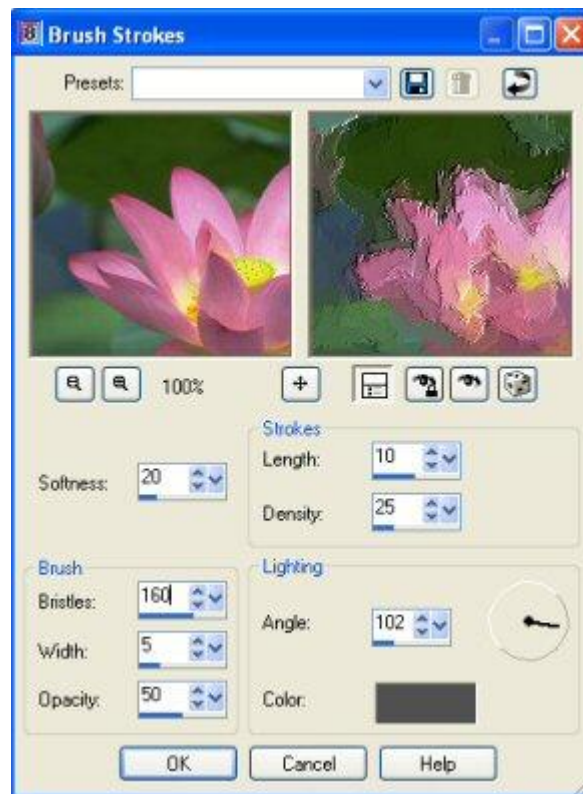 8 Brush Strokes
Presets:
100%
Strokes
Length: 10
Softness: 20
Density: 25
Brush
Bristles: 160
Width: 5
Opacity: 50
Lighting
Angle: 102
Color:
OK
Cancel
Help